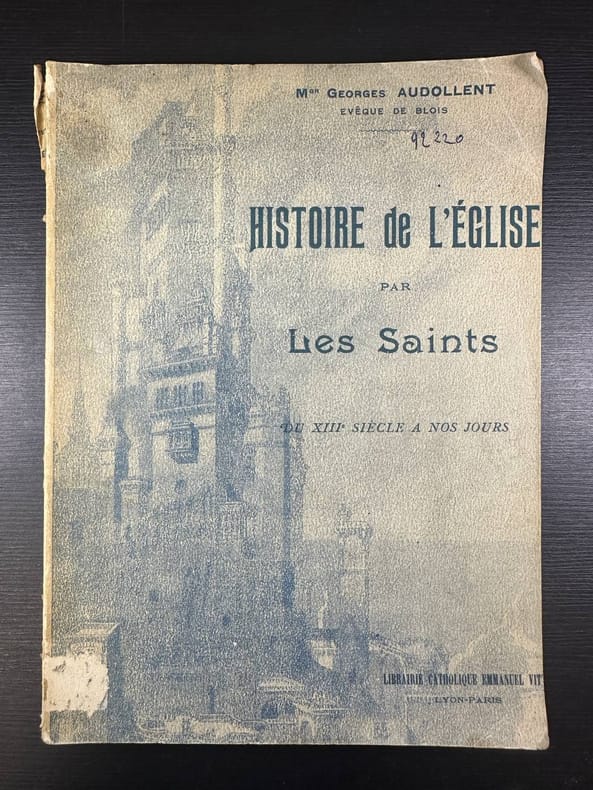 Mgr Georges AUDOLLENT
EVÊQUE DE BLOIS
92220
HISTOIRE de L'ÉGLISE
PAR
Les Saints
DU XIIIe SIÈCLE A NOS JOURS
LIBRAIRIE CATHOLIQUE EMMANUEL VIT
LYON-PARIS